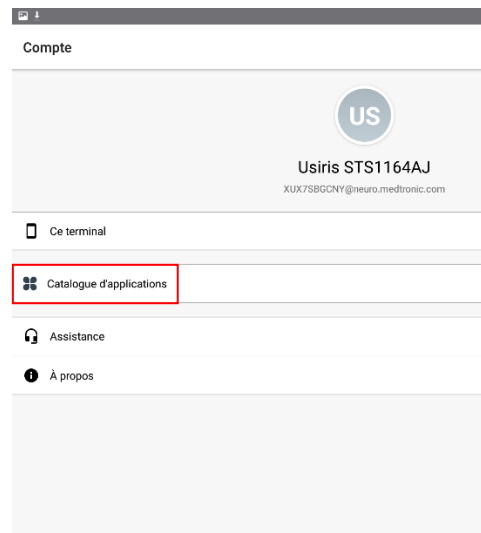 Compte
US
Usiris STS1164AJ
XUX7SBGCNY@neuro.medtronic.com
Ce terminal
Catalogue d'applications
Assistance
À propos